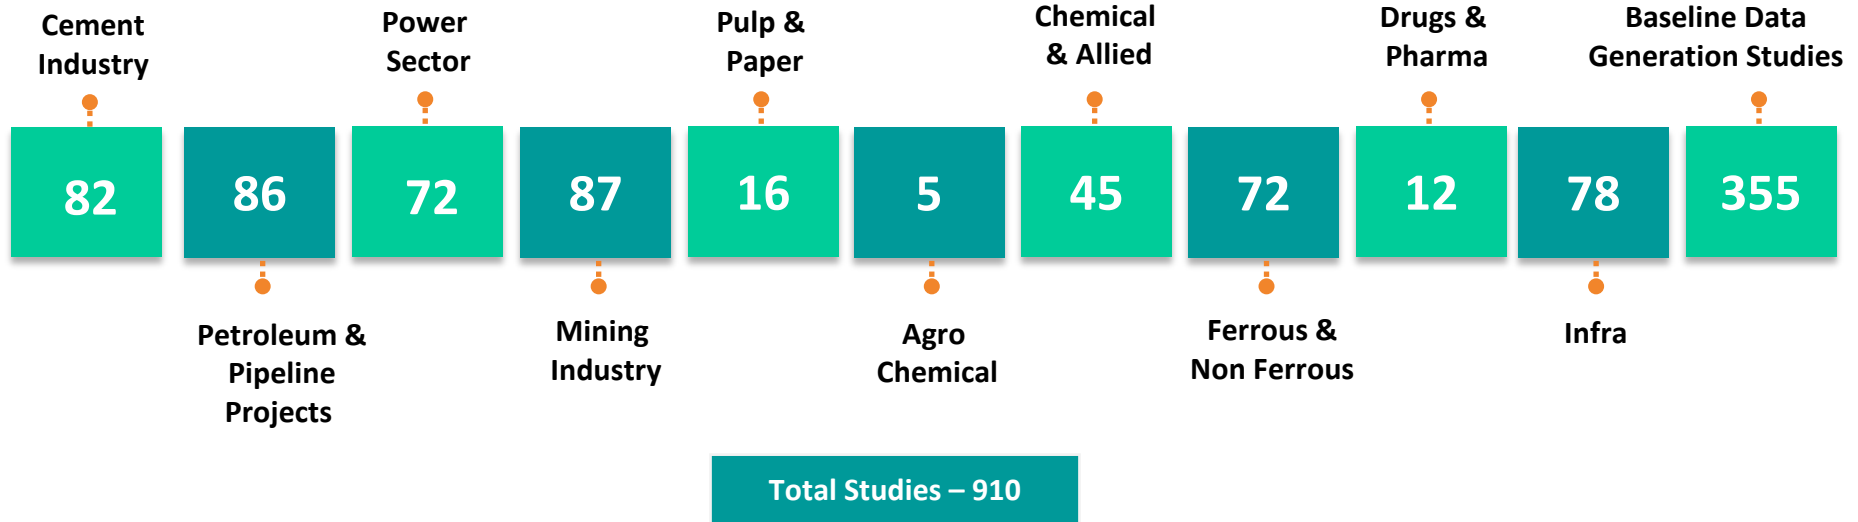 Cement
Industry
Power
Sector
Pulp &
Paper
Chemical
& Allied
Drugs &
Pharma
Baseline Data
Generation Studies
82
86
72
87
16
5
45
72
12
78
355
Petroleum &
Pipeline
Projects
Mining
Industry
Agro
Chemical
Ferrous &
Non Ferrous
Infra
Total Studies – 910